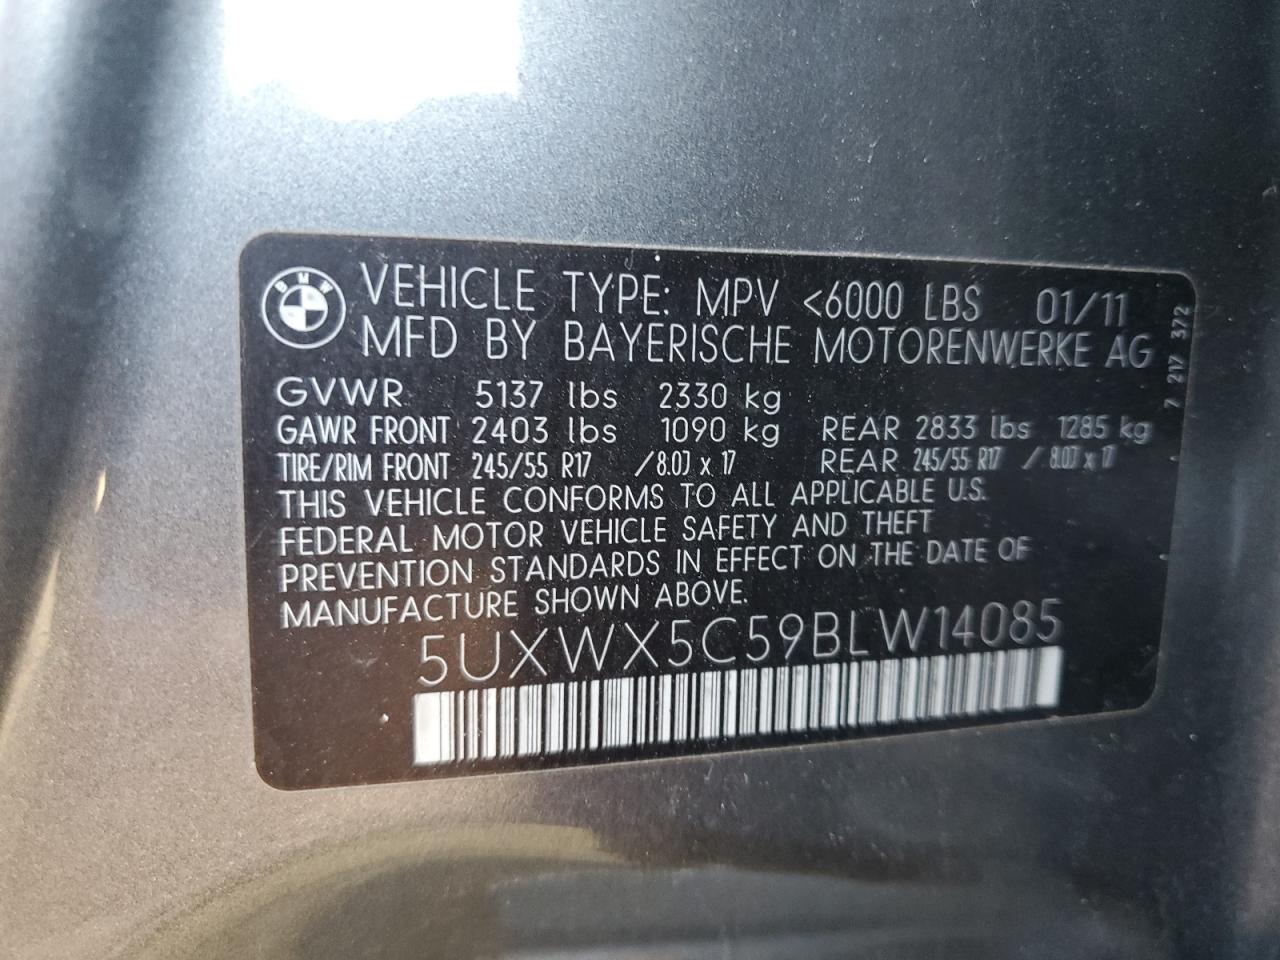 BMW
VEHICLE TYPE: MPV <6000 LBS 01/11
MFD BY BAYERISCHE MOTORENWERKE AG
7 217 372
GVWR 5137 lbs 2330 kg
GAWR FRONT 2403 lbs 1090 kg REAR 2833 lbs 1285 kg
TIRE/RIM FRONT 245/55 R17 /8.0J x 17 REAR 245/55 R17 /8.0J x 17
THIS VEHICLE CONFORMS TO ALL APPLICABLE U.S.
FEDERAL MOTOR VEHICLE SAFETY AND THEFT
PREVENTION STANDARDS IN EFFECT ON THE DATE OF
MANUFACTURE SHOWN ABOVE.
5UXWX5C59BLW14085